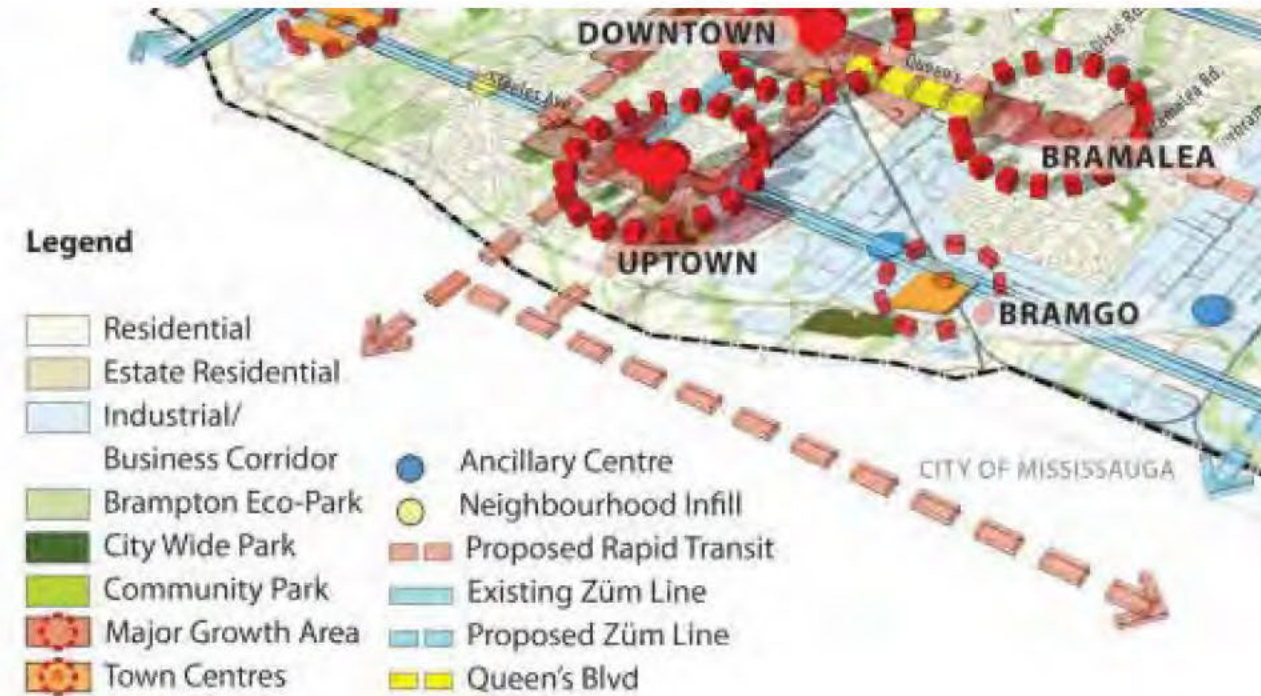 DOWNTOWN
Dixie Rd.
Queen's
Steeles Ave.
Bramalea Rd.
BRAMALEA
UPTOWN
BRAMGO
CITY OF MISSISSAUGA
Legend
Residential
Estate Residential
Industrial/
Business Corridor
Brampton Eco-Park
City Wide Park
Community Park
Major Growth Area
Town Centres
Ancillary Centre
Neighbourhood Infill
Proposed Rapid Transit
Existing Züm Line
Proposed Züm Line
Queen's Blvd